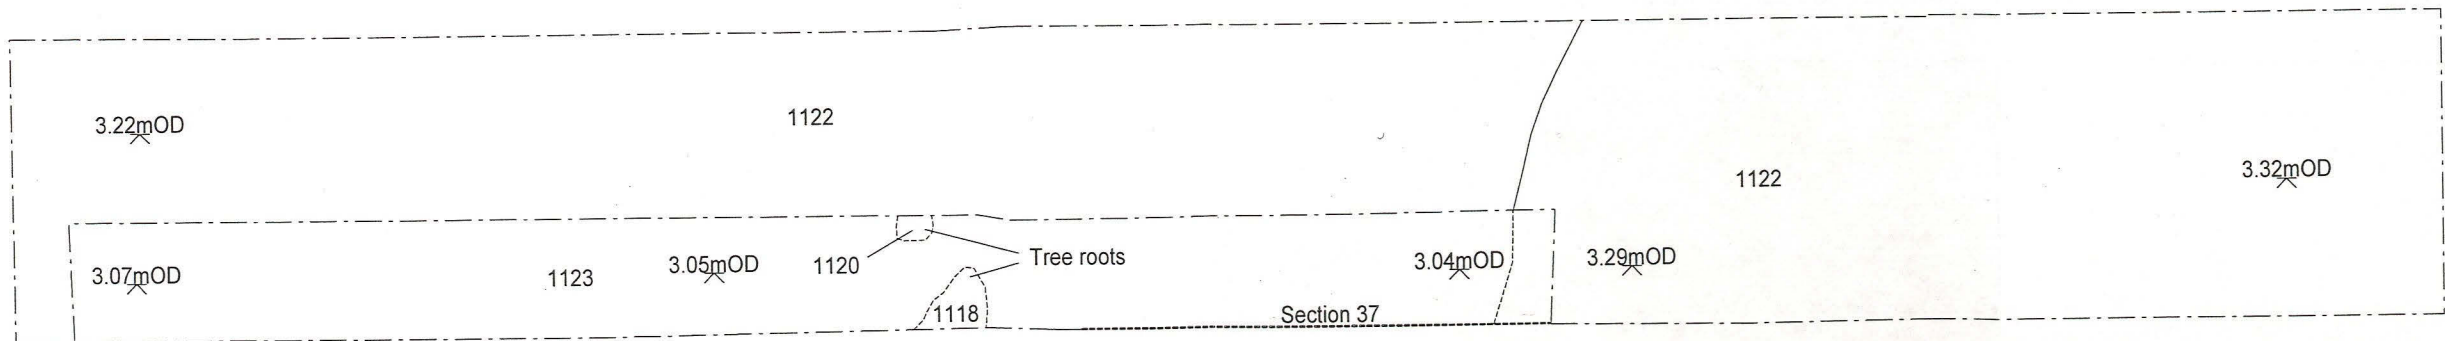 3.22mOD
1122
1122
3.32mOD
3.07mOD
1123
3.05mOD
1120
Tree roots
3.04mOD
3.29mOD
1118
Section 37